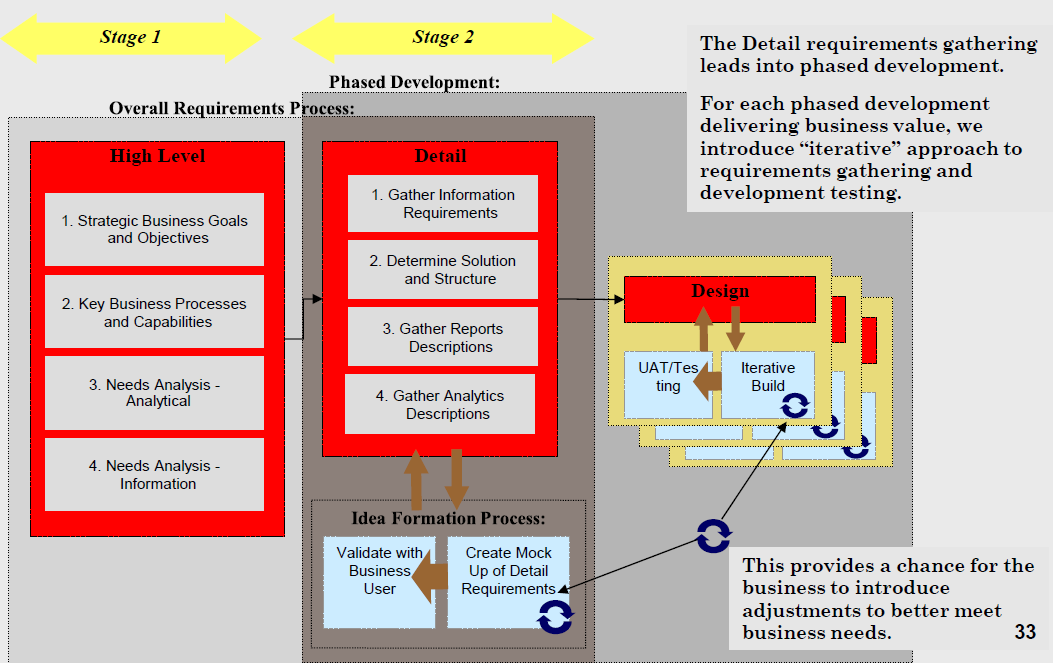 Stage 1
Stage 2
Phased Development:
Overall Requirements Process:
High Level
1. Strategic Business Goals
and Objectives
2. Key Business Processes
and Capabilities
3. Needs Analysis -
Analytical
4. Needs Analysis -
Information
Detail
1. Gather Information
Requirements
2. Determine Solution
and Structure
3. Gather Reports
Descriptions
4. Gather Analytics
Descriptions
Idea Formation Process:
Validate with
Business
User
Create Mock
Up of Detail
Requirements
Design
UAT/Tes
ting
Iterative
Build
The Detail requirements gathering
leads into phased development.
For each phased development
delivering business value, we
introduce “iterative” approach to
requirements gathering and
development testing.
This provides a chance for the
business to introduce
adjustments to better meet
business needs.
33